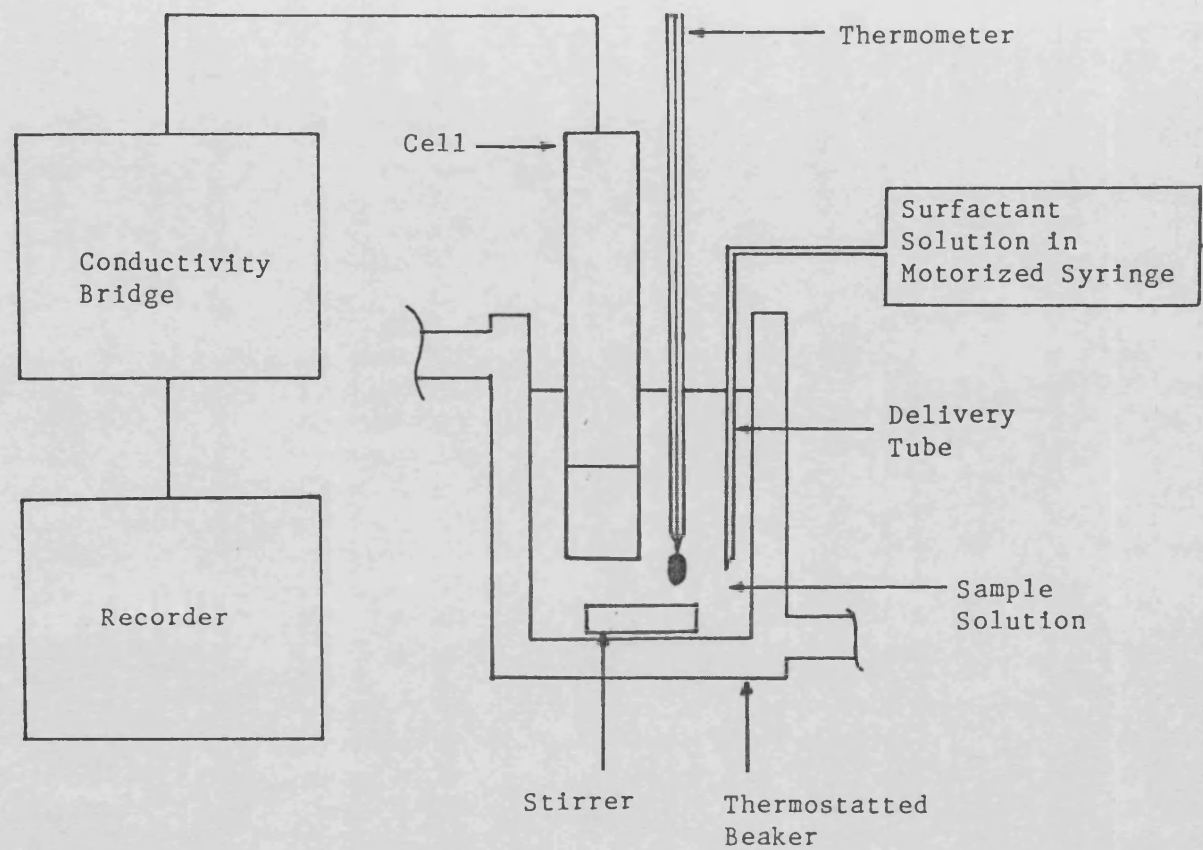 Thermometer
Cell
Surfactant
Solution in
Motorized Syringe
Conductivity
Bridge
Delivery
Tube
Sample
Solution
Recorder
Stirrer
Thermostatted
Beaker